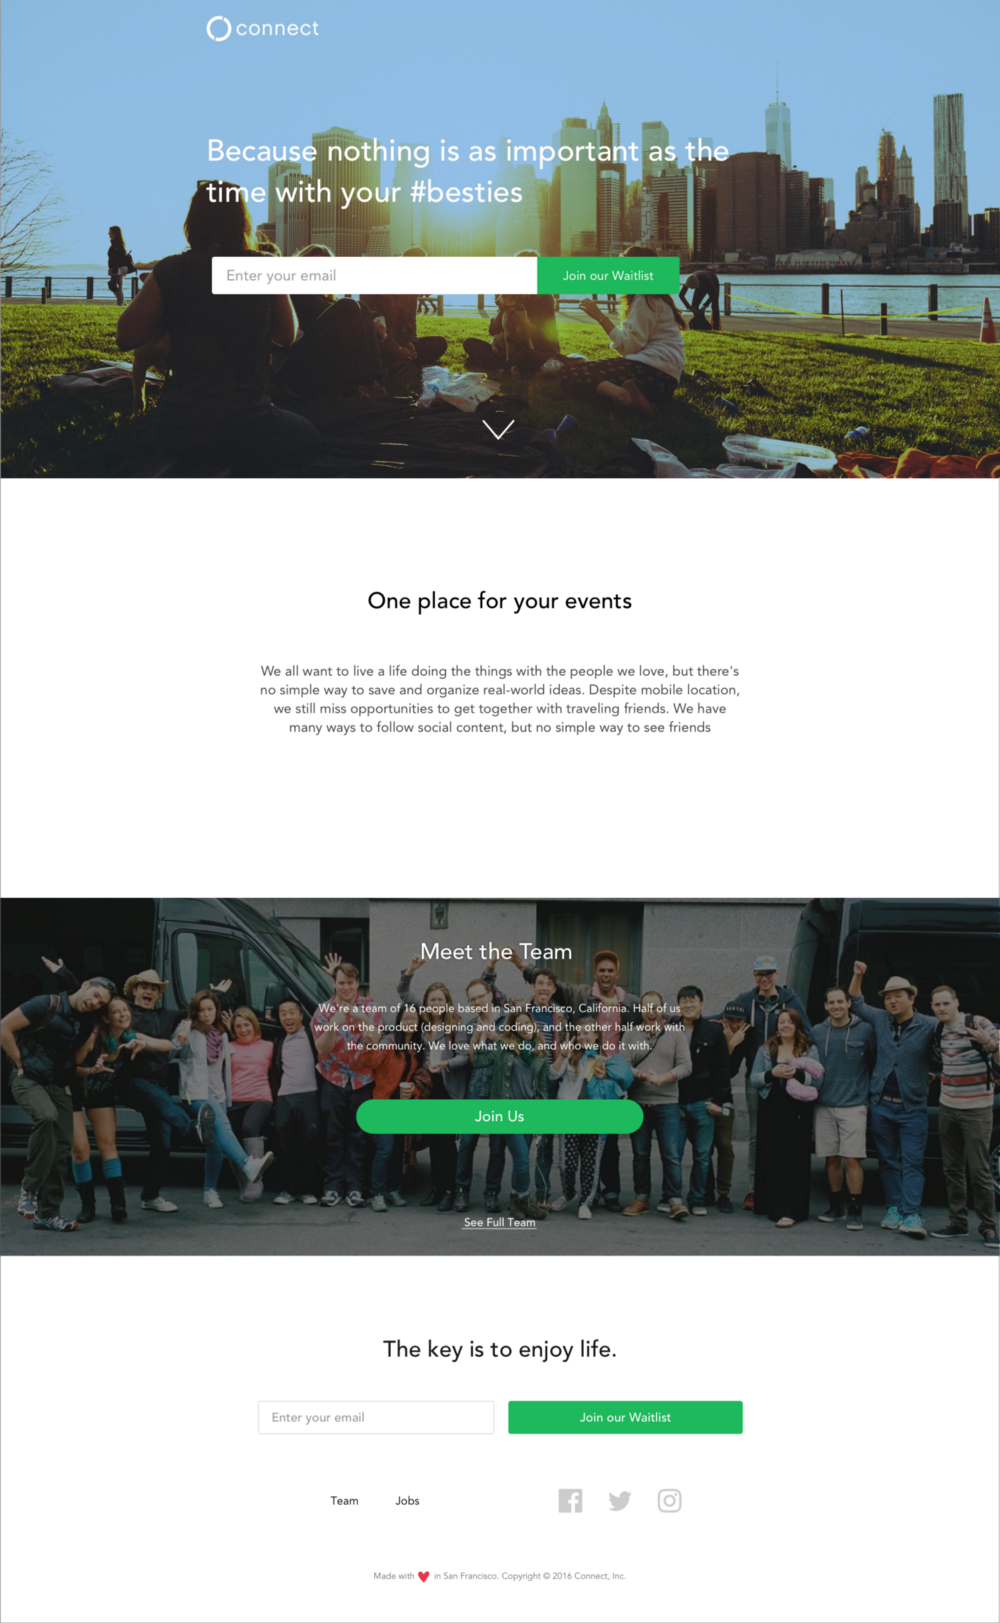 connect
Because nothing is as important as the
time with your #besties
Enter your email
Join our Waitlist
One place for your events
We all want to live a life doing the things with the people we love, but there's
no simple way to save and organize real-world ideas. Despite mobile location,
we still miss opportunities to get together with traveling friends. We have
many ways to follow social content, but no simple way to see friends
Meet the Team
We're a team of 16 people based in San Francisco, California. Half of us
work on the product (designing and coding), and the other half work with
the community. We love what we do, and who we do it with.
Join Us
See Full Team
The key is to enjoy life.
Enter your email
Join our Waitlist
Team
Jobs
Made with ❤ in San Francisco. Copyright © 2016 Connect, Inc.